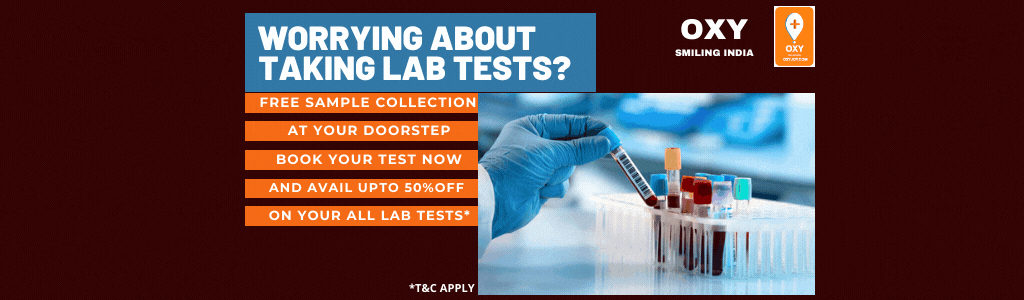 WORRYING ABOUT
TAKING LAB TESTS?
OXY
SMILING INDIA
OXY
FREE SAMPLE COLLECTION
AT YOUR DOORSTEP
BOOK YOUR TEST NOW
AND AVAIL UPTO 50%OFF
ON YOUR ALL LAB TESTS*
*T&C APPLY